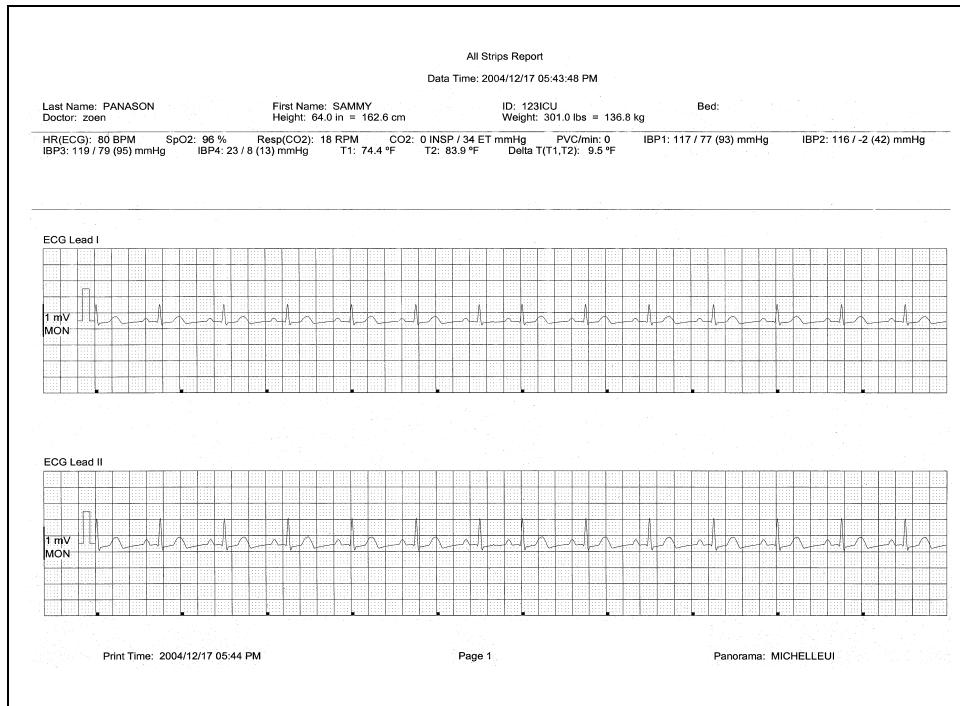 All Strips Report
Data Time: 2004/12/17 05:43:48 PM
Last Name: PANASON First Name: SAMMY ID: 123ICU Bed:
Doctor: zoen Height: 64.0 in = 162.6 cm Weight: 301.0 lbs = 136.8 kg
HR(ECG): 80 BPM SpO2: 96 % Resp(CO2): 18 RPM CO2: 0 INSP / 34 ET mmHg PVC/min: 0 IBP1: 117 / 77 (93) mmHg IBP2: 116 / -2 (42) mmHg
IBP3: 119 / 79 (95) mmHg IBP4: 23 / 8 (13) mmHg T1: 74.4 ºF T2: 83.9 ºF Delta T(T1,T2): 9.5 ºF
ECG Lead I
1 mV
MON
ECG Lead II
1 mV
MON
Print Time: 2004/12/17 05:44 PM Page 1 Panorama: MICHELLEUI